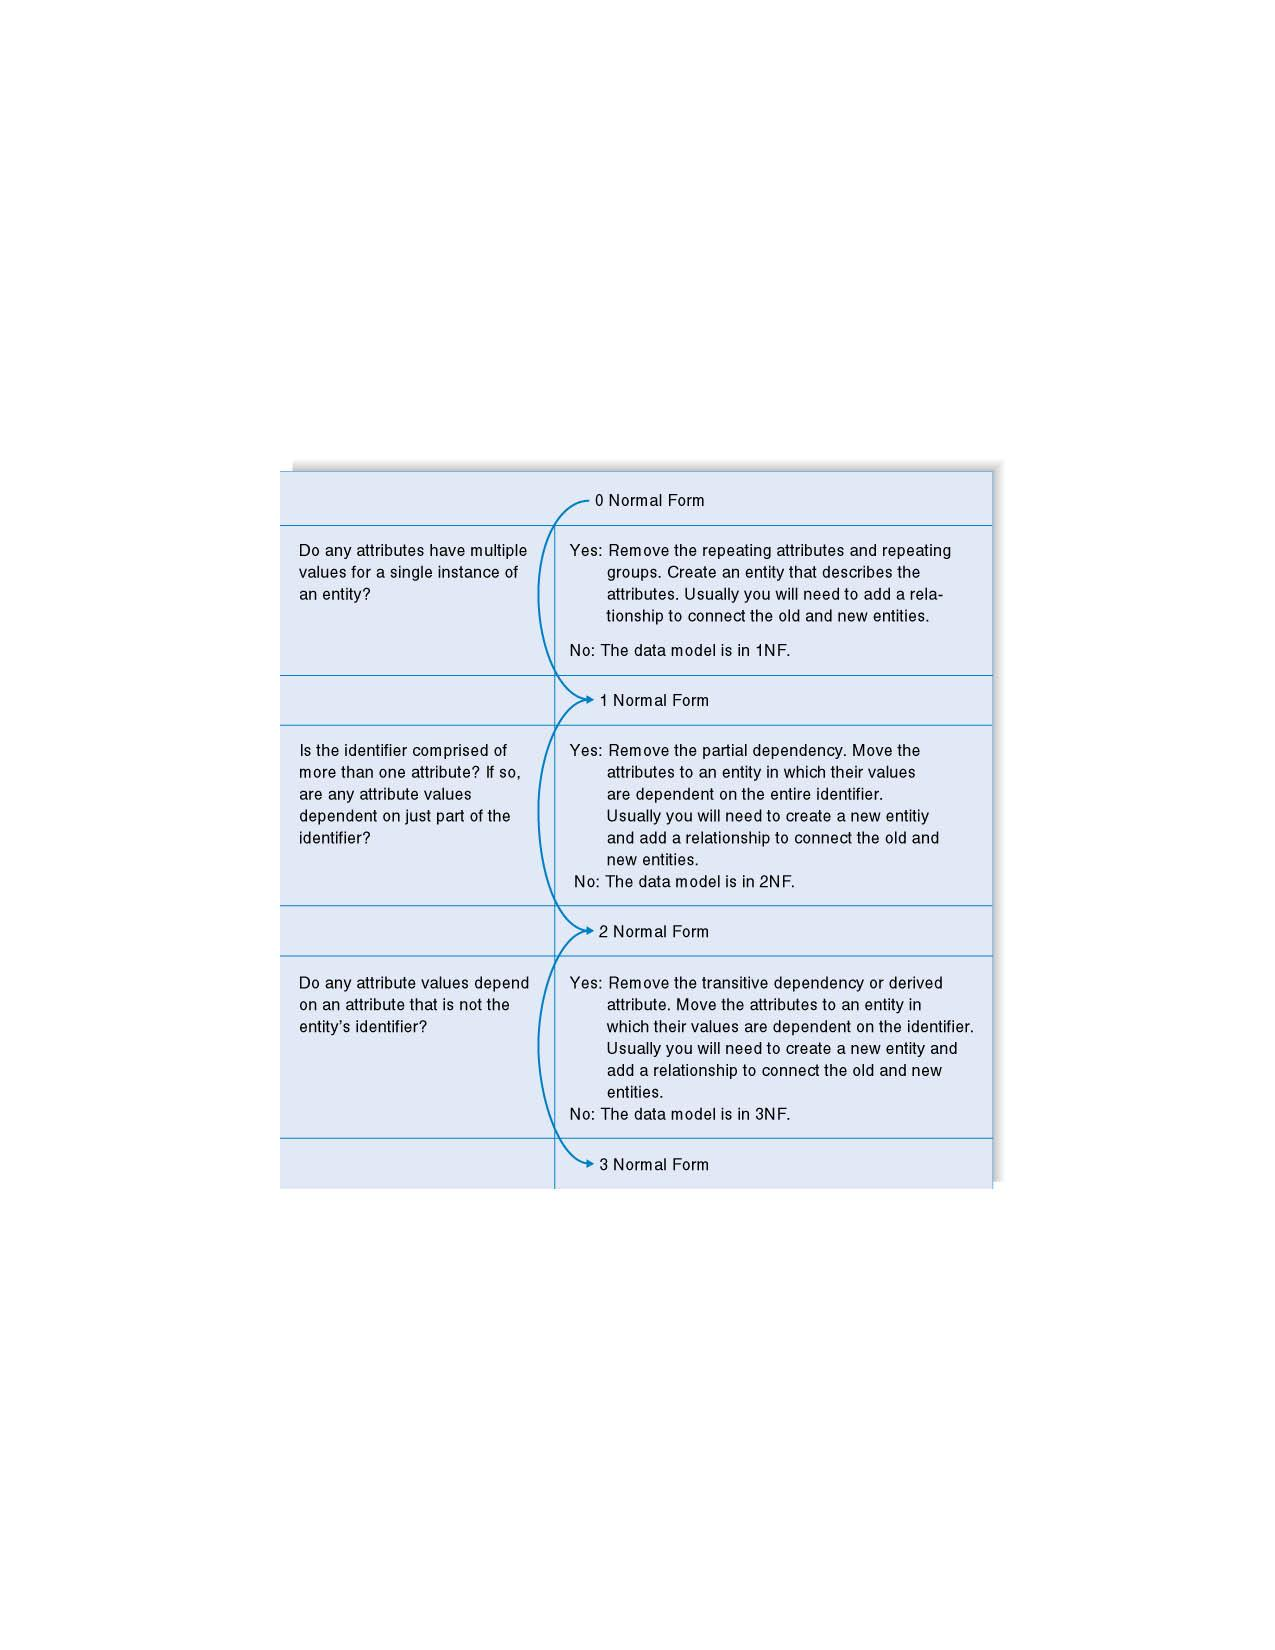 0 Normal Form
Do any attributes have multiple
values for a single instance of
an entity?
Yes: Remove the repeating attributes and repeating
groups. Create an entity that describes the
attributes. Usually you will need to add a rela-
tionship to connect the old and new entities.
No: The data model is in 1NF.
1 Normal Form
Is the identifier comprised of
more than one attribute? If so,
are any attribute values
dependent on just part of the
identifier?
Yes: Remove the partial dependency. Move the
attributes to an entity in which their values
are dependent on the entire identifier.
Usually you will need to create a new entitiy
and add a relationship to connect the old and
new entities.
No: The data model is in 2NF.
2 Normal Form
Do any attribute values depend
on an attribute that is not the
entity's identifier?
Yes: Remove the transitive dependency or derived
attribute. Move the attributes to an entity in
which their values are dependent on the identifier.
Usually you will need to create a new entity and
add a relationship to connect the old and new
entities.
No: The data model is in 3NF.
3 Normal Form